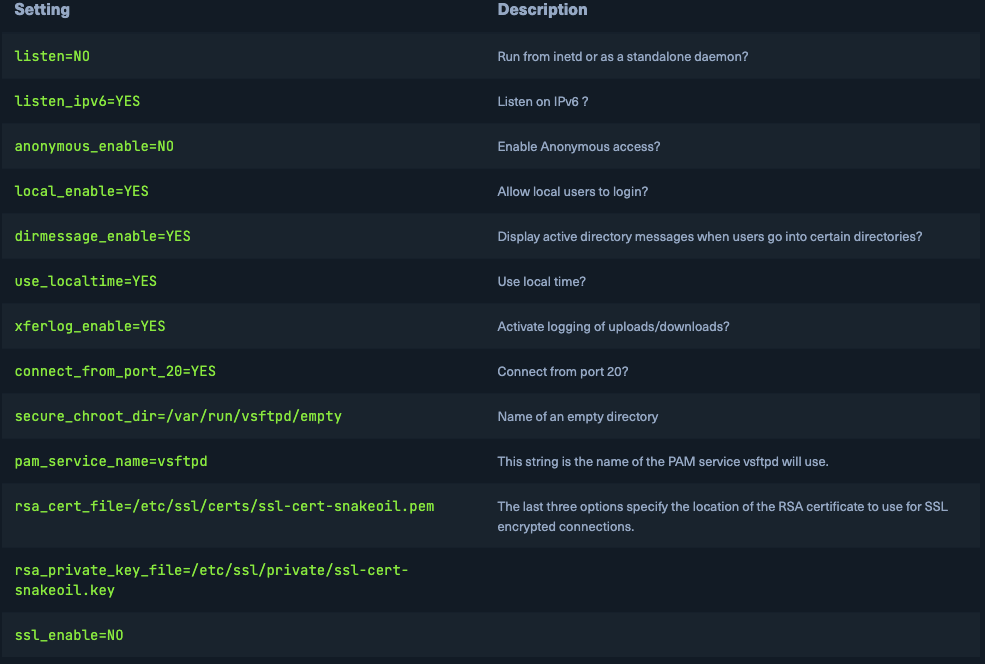 Setting Description
listen=NO Run from inetd or as a standalone daemon?
listen_ipv6=YES Listen on IPv6 ?
anonymous_enable=NO Enable Anonymous access?
local_enable=YES Allow local users to login?
dirmessage_enable=YES Display active directory messages when users go into certain directories?
use_localtime=YES Use local time?
xferlog_enable=YES Activate logging of uploads/downloads?
connect_from_port_20=YES Connect from port 20?
secure_chroot_dir=/var/run/vsftpd/empty Name of an empty directory
pam_service_name=vsftpd This string is the name of the PAM service vsftpd will use.
rsa_cert_file=/etc/ssl/certs/ssl-cert-snakeoil.pem The last three options specify the location of the RSA certificate to use for SSL
encrypted connections.
rsa_private_key_file=/etc/ssl/private/ssl-cert-
snakeoil.key
ssl_enable=NO